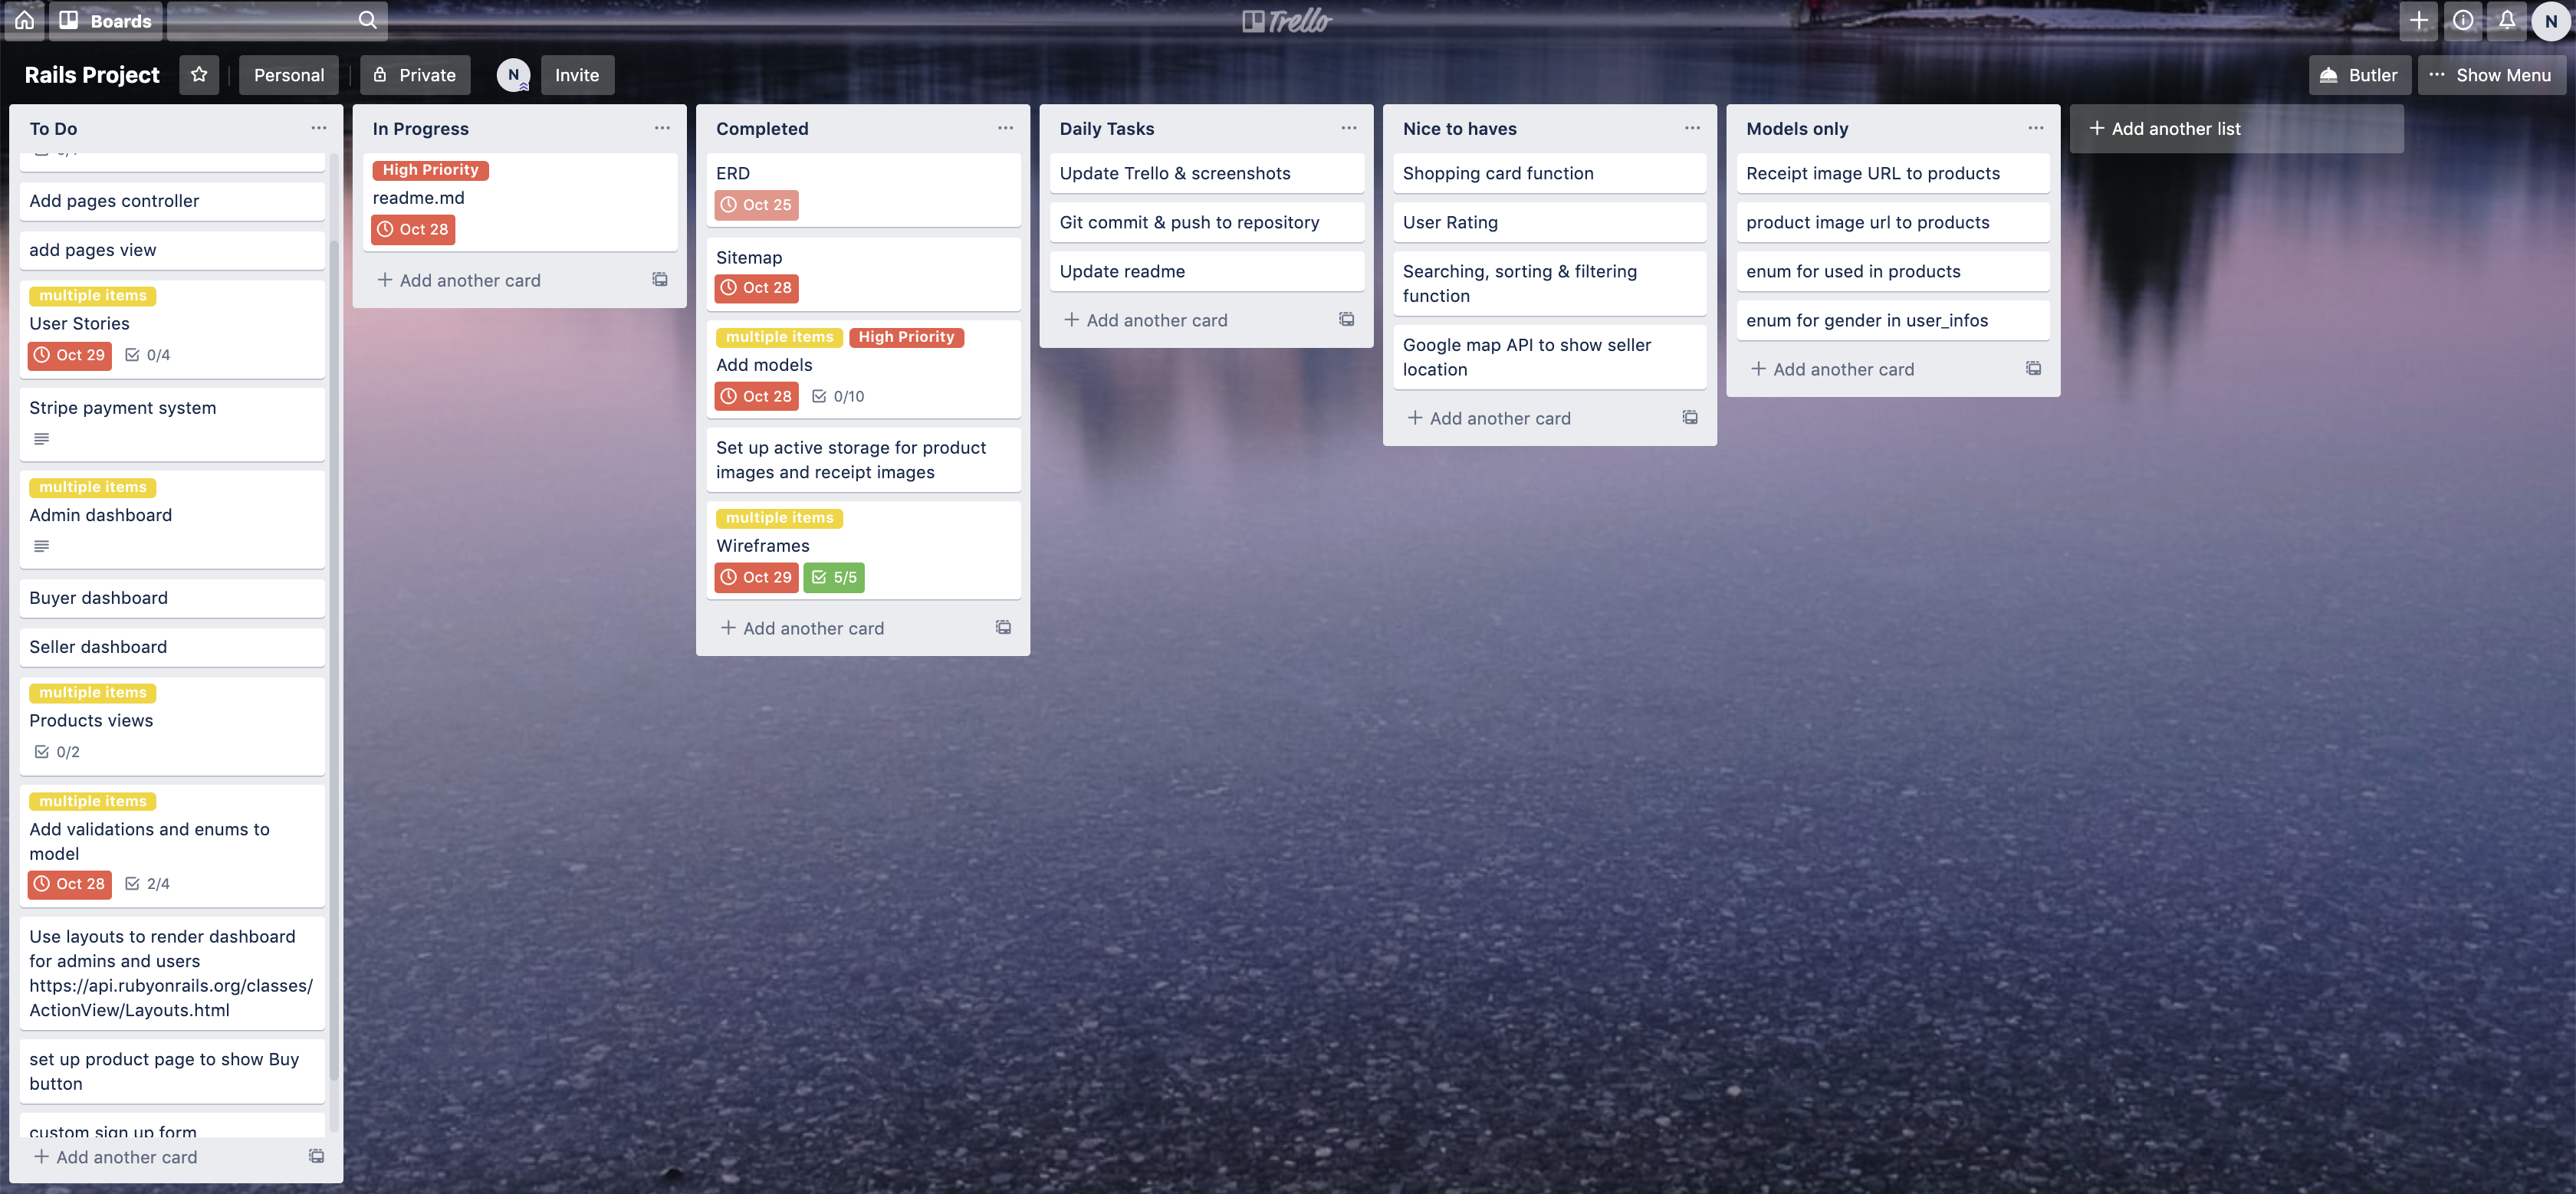 Boards
Trello
N
Rails Project
Personal
Private
N
Invite
Butler
Show Menu
To Do
Add pages controller
add pages view
multiple items
User Stories
Oct 29
0/4
Stripe payment system
multiple items
Admin dashboard
Buyer dashboard
Seller dashboard
multiple items
Products views
0/2
multiple items
Add validations and enums to
model
Oct 28
2/4
Use layouts to render dashboard
for admins and users
https://api.rubyonrails.org/classes/
ActionView/Layouts.html
set up product page to show Buy
button
custom sign up form
Add another card
In Progress
High Priority
readme.md
Oct 28
Add another card
Completed
ERD
Oct 25
Sitemap
Oct 28
multiple items
High Priority
Add models
Oct 28
0/10
Set up active storage for product
images and receipt images
multiple items
Wireframes
Oct 29
5/5
Add another card
Daily Tasks
Update Trello & screenshots
Git commit & push to repository
Update readme
Add another card
Nice to haves
Shopping card function
User Rating
Searching, sorting & filtering
function
Google map API to show seller
location
Add another card
Models only
Receipt image URL to products
product image url to products
enum for used in products
enum for gender in user_infos
Add another card
Add another list